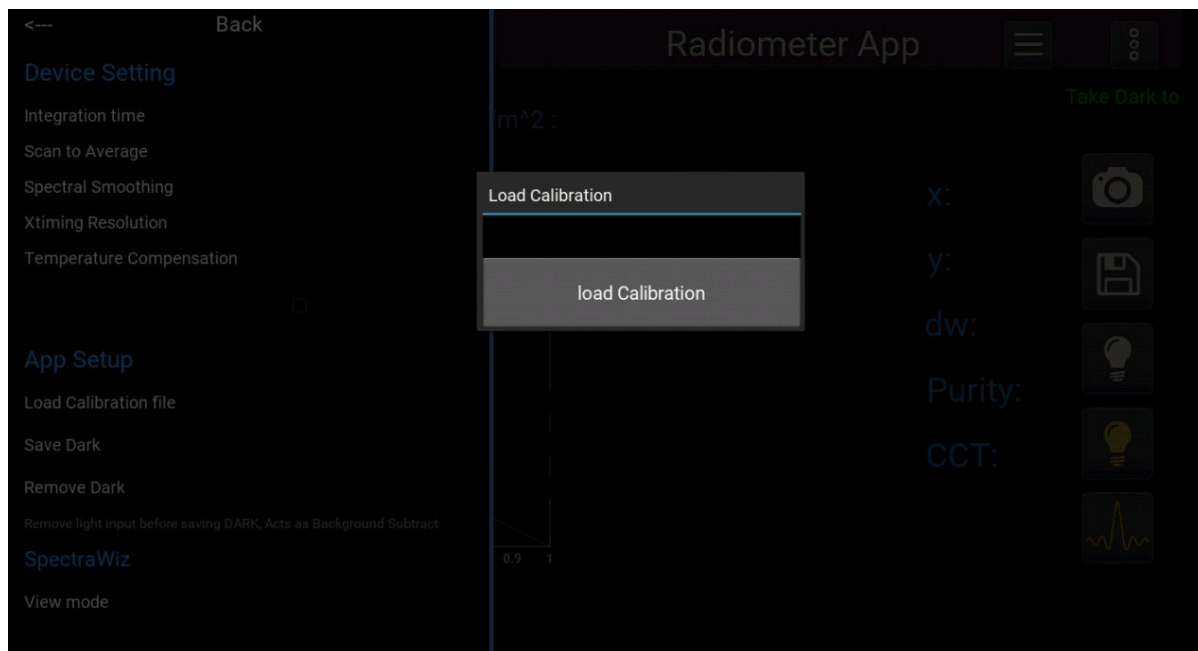 <--- Back
Device Setting
Integration time
Scan to Average
Spectral Smoothing
Xtiming Resolution
Temperature Compensation
App Setup
Load Calibration file
Save Dark
Remove Dark
Remove light input before saving DARK, Acts as Background Subtract
SpectraWiz
View mode
Radiometer App
Take Dark to
/m^2 :
Load Calibration
load Calibration
x:
y:
dw:
Purity:
CCT:
0.9 1